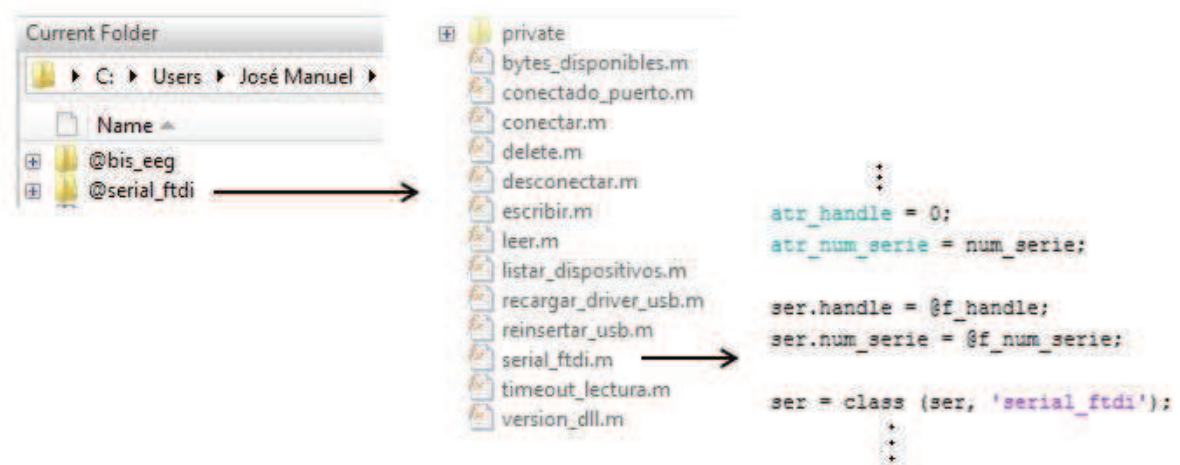 Current Folder
C: Users José Manuel
Name
@bis_eeg
@serial_ftdi
private
bytes_disponibles.m
conectado_puerto.m
conectar.m
delete.m
desconectar.m
escribir.m
leer.m
listar_dispositivos.m
recargar_driver_usb.m
reinsertar_usb.m
serial_ftdi.m
timeout_lectura.m
version_dll.m
atr_handle = 0;
atr_num_serie = num_serie;
ser.handle = @f_handle;
ser.num_serie = @f_num_serie;
ser = class (ser, 'serial_ftdi');